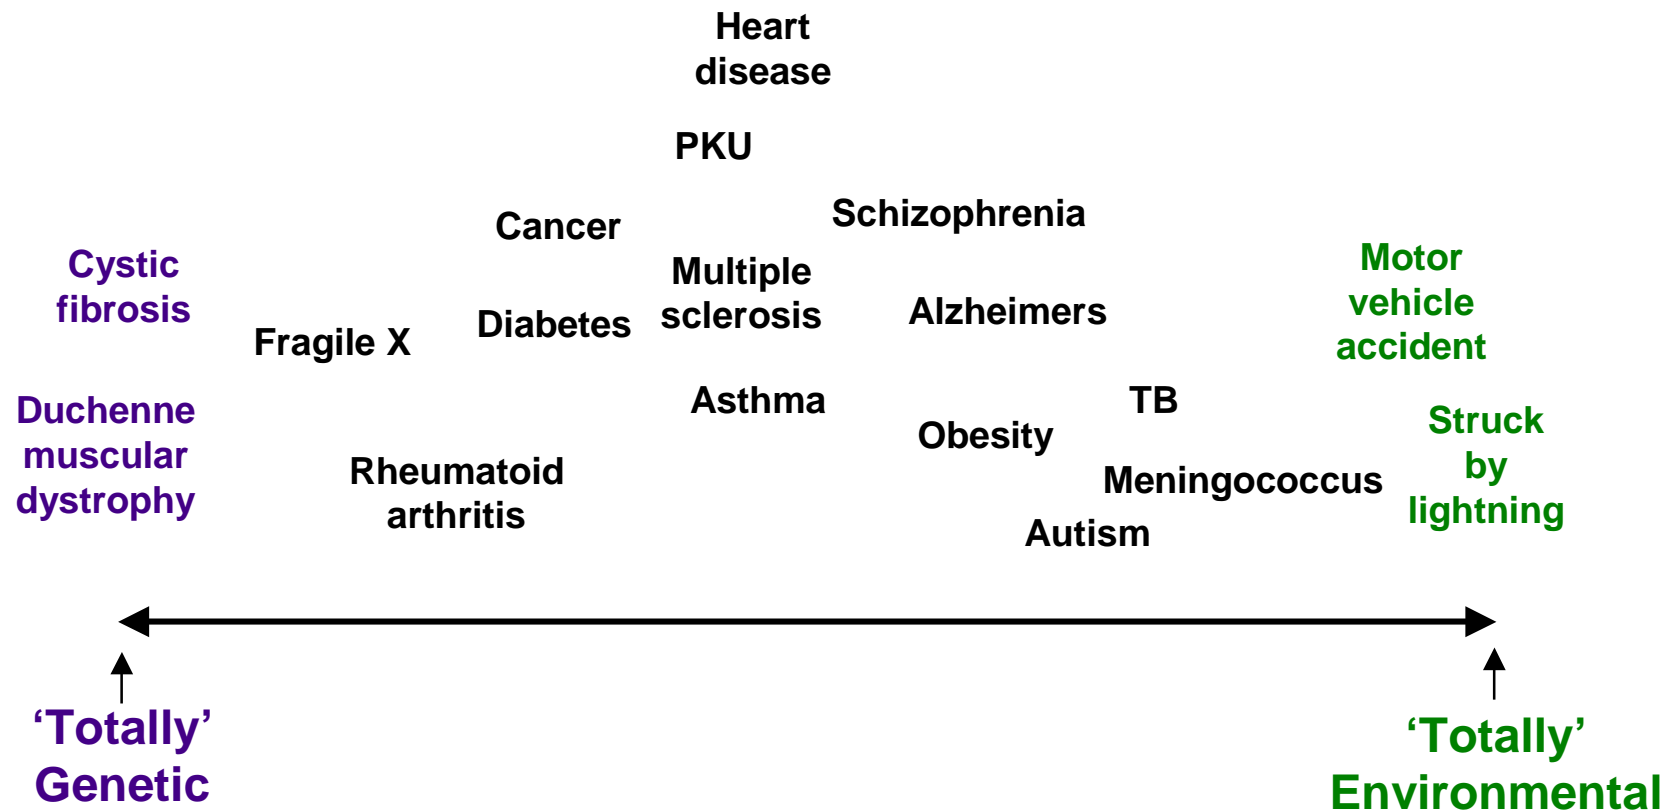 Heart
disease
PKU
Cancer
Schizophrenia
Cystic
fibrosis
Multiple
sclerosis
Motor
vehicle
accident
Fragile X
Diabetes
Alzheimers
Duchenne
muscular
dystrophy
Asthma
TB
Obesity
Struck
by
lightning
Rheumatoid
arthritis
Meningococcus
Autism
‘Totally’
Genetic
‘Totally’
Environmental